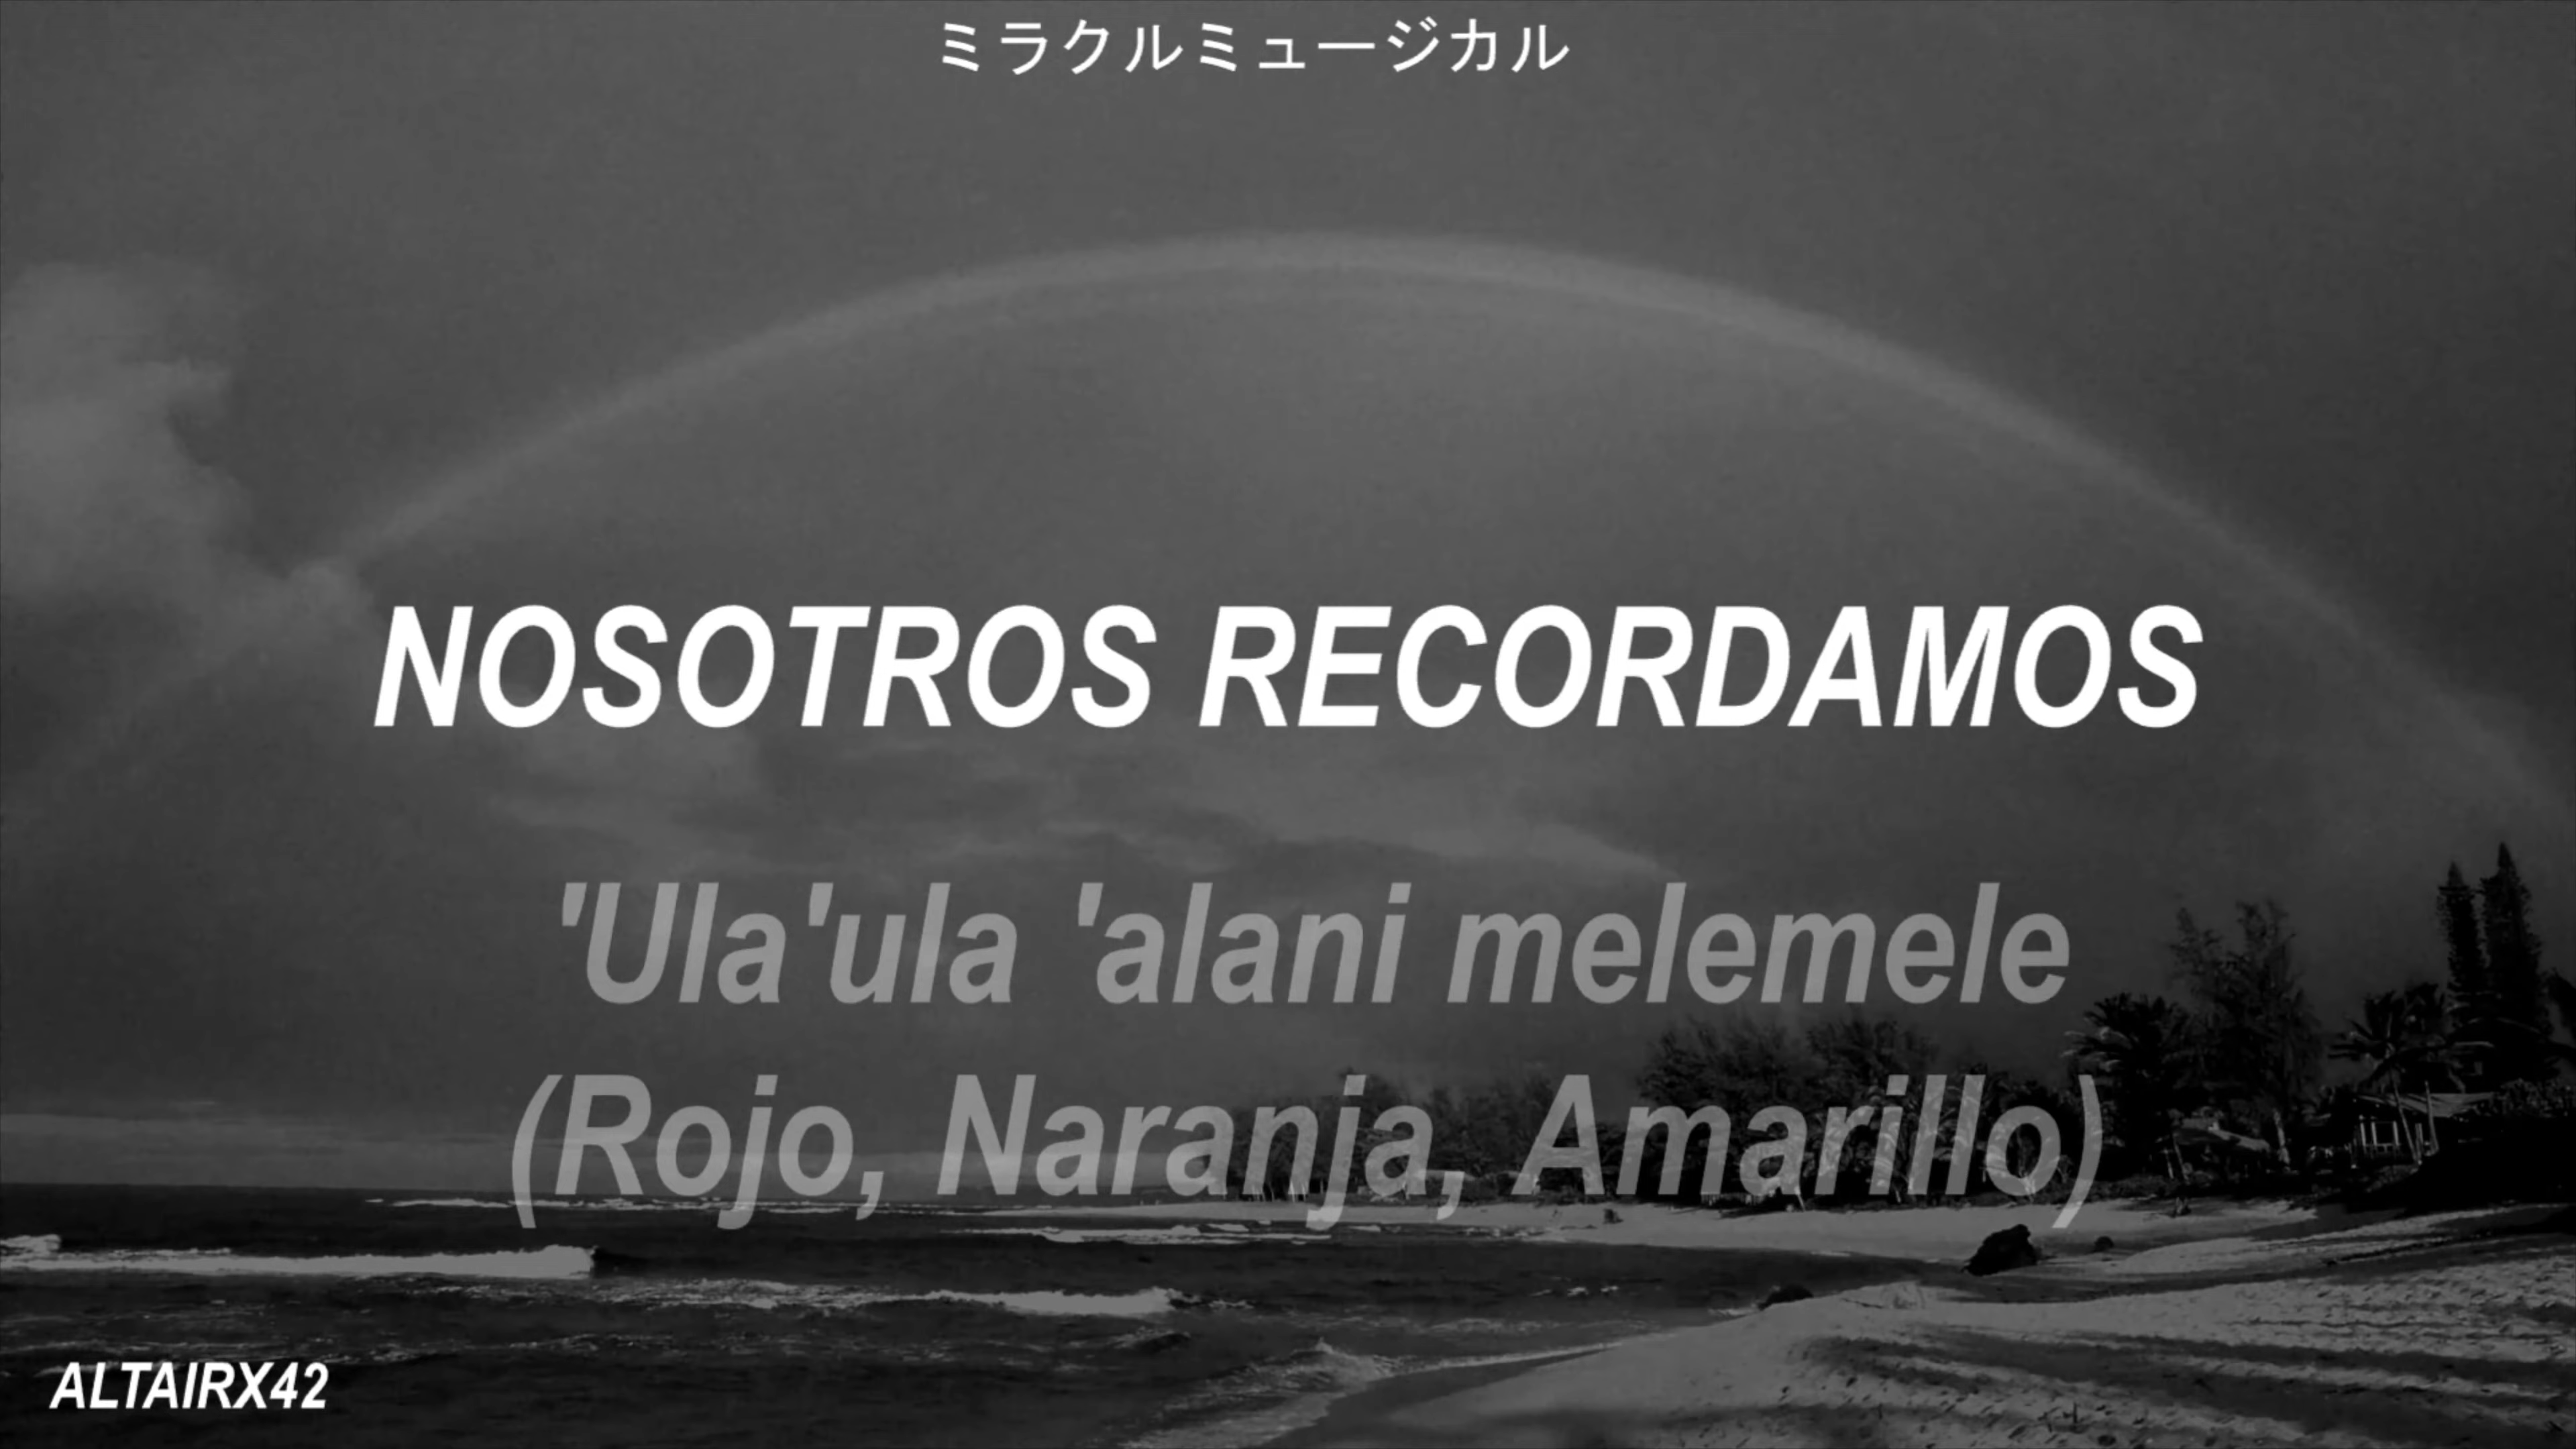 ミラクルミュージカル
NOSOTROS RECORDAMOS
'Ula'ula 'alani melemele
(Rojo, Naranja, Amarillo)
ALTAIRX42